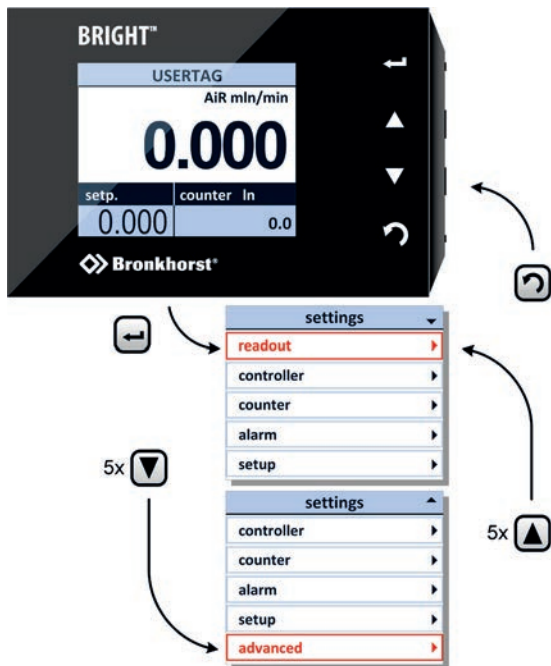 BRIGHT™
USERTAG
AiR mln/min
0.000
setp. counter ln
0.000 0.0
Bronkhorst®
settings
readout
controller
counter
alarm
setup
5x
settings
controller
counter
alarm
setup
advanced
5x